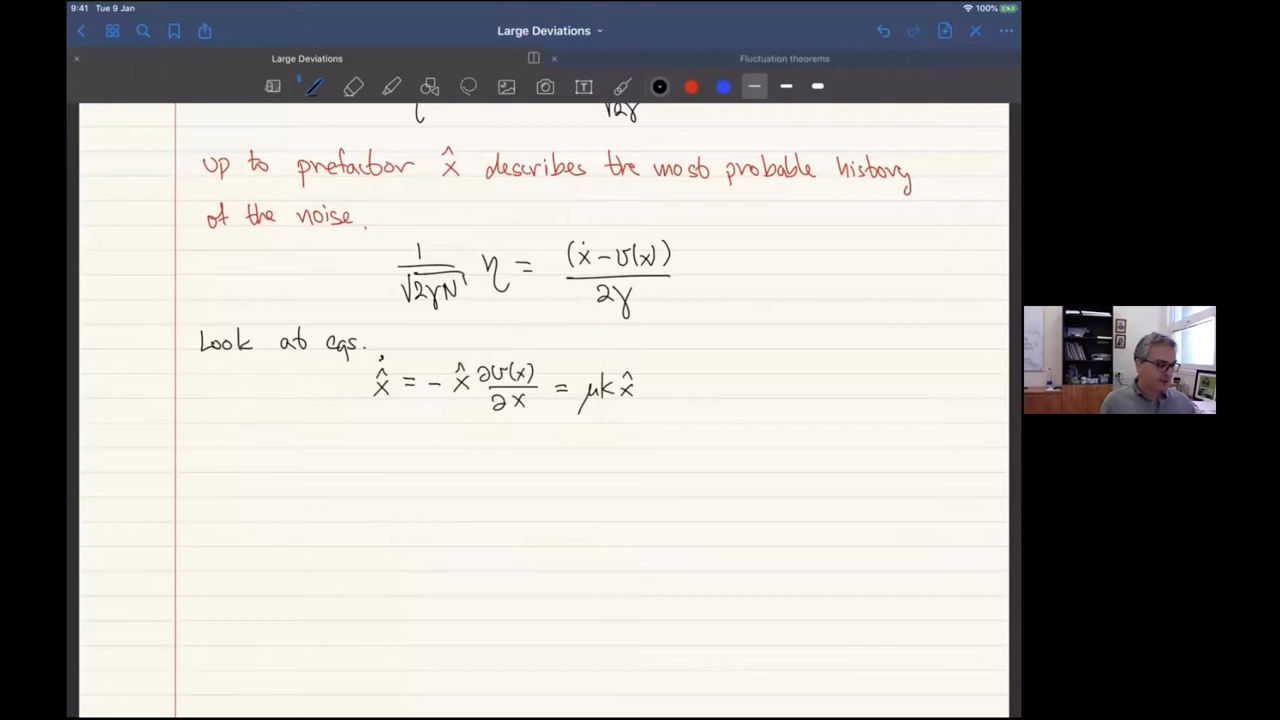 9:41 Tue 9 Jan
100%
Large Deviations
Large Deviations
Fluctuation theorems
√2γ
up to prefactor x̂ describes the most probable history
of the noise.
1/√2γN η = (ẋ − v(x))/2γ
Look at eqs.
x̂̇ = − x̂ ∂v(x)/∂x = μk x̂